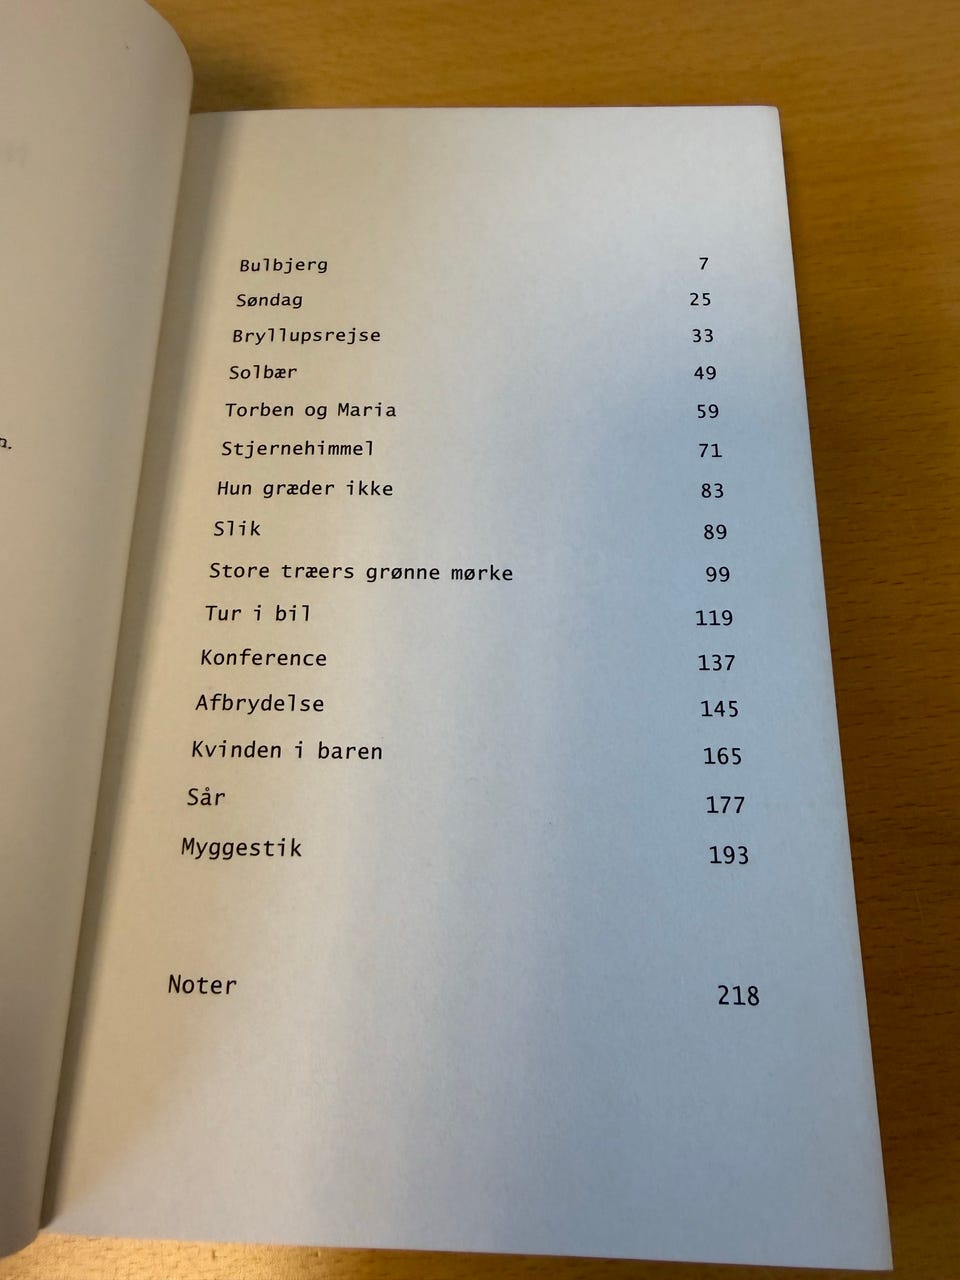 Bulbjerg 7
Søndag 25
Bryllupsrejse 33
Solbær 49
Torben og Maria 59
Stjernehimmel 71
Hun græder ikke 83
Slik 89
Store træers grønne mørke 99
Tur i bil 119
Konference 137
Afbrydelse 145
Kvinden i baren 165
Sår 177
Myggestik 193
Noter 218